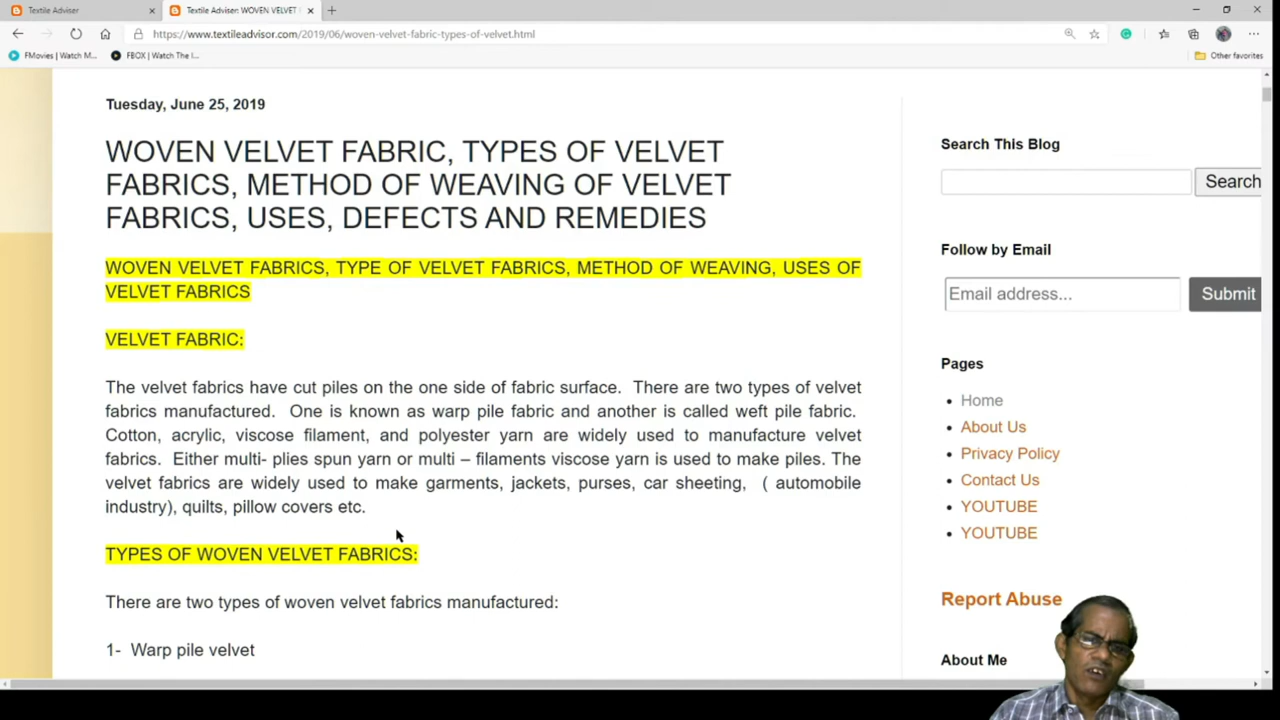 Textile Adviser
Textile Adviser: WOVEN VELVET F
https://www.textileadvisor.com/2019/06/woven-velvet-fabric-types-of-velvet.html
FMovies | Watch M...
FBOX | Watch The l...
Other favorites
Tuesday, June 25, 2019
WOVEN VELVET FABRIC, TYPES OF VELVET
FABRICS, METHOD OF WEAVING OF VELVET
FABRICS, USES, DEFECTS AND REMEDIES
WOVEN VELVET FABRICS, TYPE OF VELVET FABRICS, METHOD OF WEAVING, USES OF
VELVET FABRICS
VELVET FABRIC:
The velvet fabrics have cut piles on the one side of fabric surface. There are two types of velvet
fabrics manufactured. One is known as warp pile fabric and another is called weft pile fabric.
Cotton, acrylic, viscose filament, and polyester yarn are widely used to manufacture velvet
fabrics. Either multi- plies spun yarn or multi – filaments viscose yarn is used to make piles. The
velvet fabrics are widely used to make garments, jackets, purses, car sheeting, ( automobile
industry), quilts, pillow covers etc.
TYPES OF WOVEN VELVET FABRICS:
There are two types of woven velvet fabrics manufactured:
1- Warp pile velvet
Search This Blog
Search
Follow by Email
Email address...
Submit
Pages
Home
About Us
Privacy Policy
Contact Us
YOUTUBE
YOUTUBE
Report Abuse
About Me